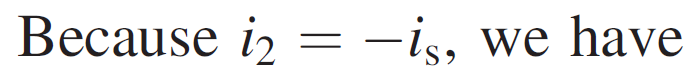 Because i₂ = −iₛ, we have